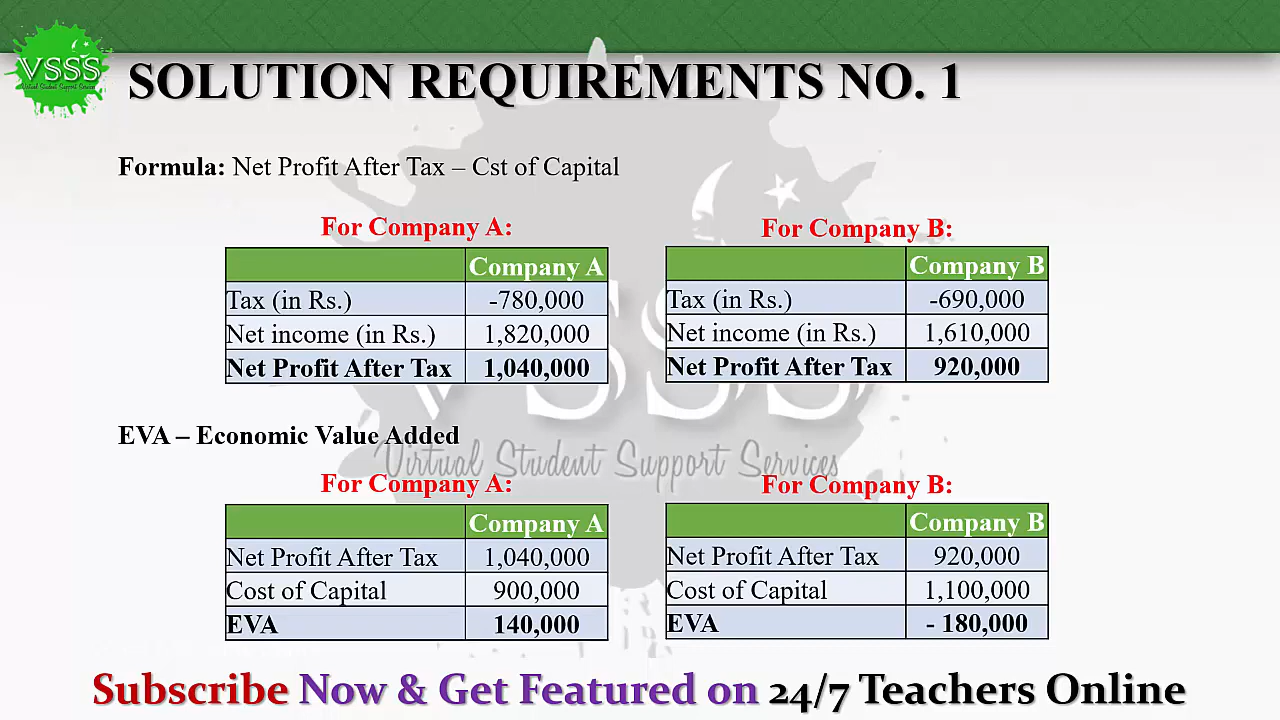 VSSS
Virtual Student Support Services
SOLUTION REQUIREMENTS NO. 1
Formula: Net Profit After Tax – Cst of Capital
For Company A:
Company A
Tax (in Rs.) -780,000
Net income (in Rs.) 1,820,000
Net Profit After Tax 1,040,000
For Company B:
Company B
Tax (in Rs.) -690,000
Net income (in Rs.) 1,610,000
Net Profit After Tax 920,000
VSSS
Virtual Student Support Services
EVA – Economic Value Added
For Company A:
Company A
Net Profit After Tax 1,040,000
Cost of Capital 900,000
EVA 140,000
For Company B:
Company B
Net Profit After Tax 920,000
Cost of Capital 1,100,000
EVA - 180,000
Subscribe Now & Get Featured on 24/7 Teachers Online